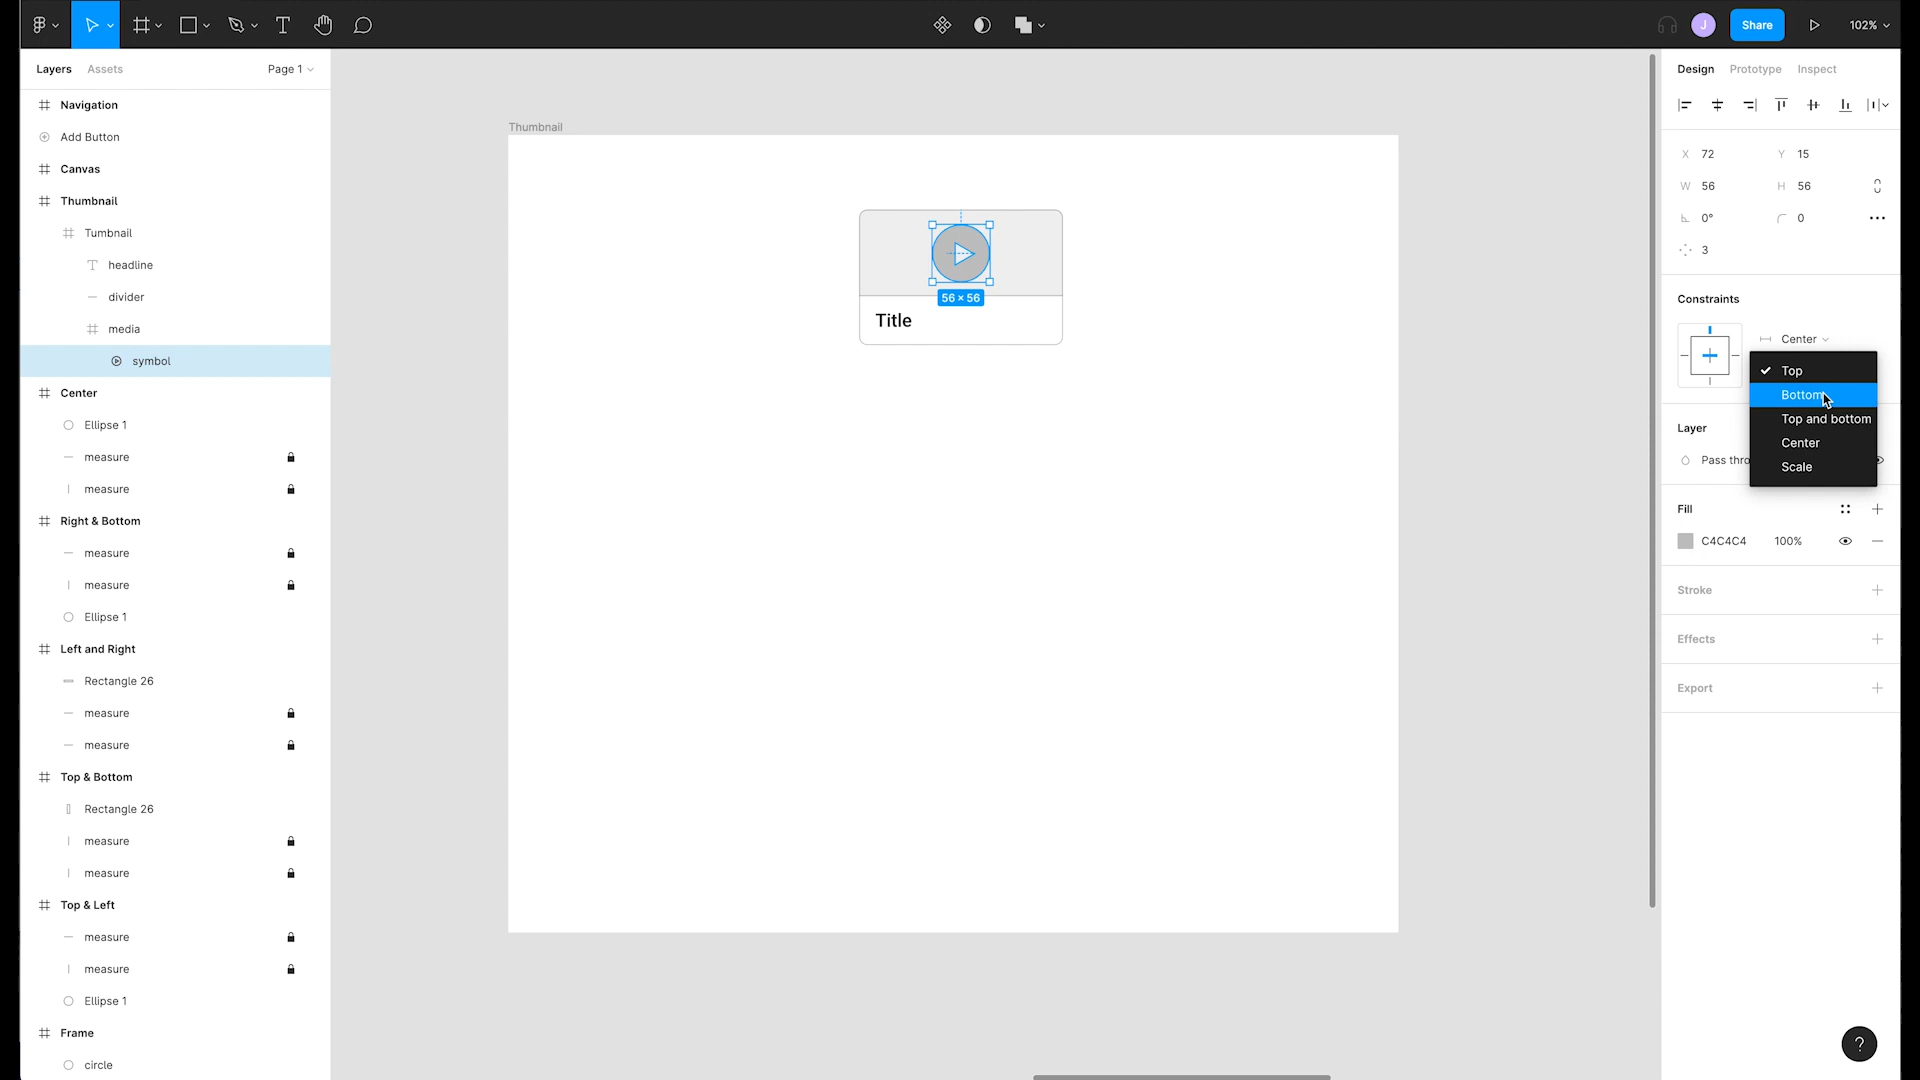 J
Share
102%
Layers
Assets
Page 1
Navigation
Add Button
Canvas
Thumbnail
Tumbnail
headline
divider
media
symbol
Center
Ellipse 1
measure
measure
Right & Bottom
measure
measure
Ellipse 1
Left and Right
Rectangle 26
measure
measure
Top & Bottom
Rectangle 26
measure
measure
Top & Left
measure
measure
Ellipse 1
Frame
circle
Thumbnail
56 × 56
Title
Design
Prototype
Inspect
X 72
Y 15
W 56
H 56
0°
0
3
Constraints
Center
Top
Bottom
Top and bottom
Center
Scale
Layer
Pass thro
Fill
C4C4C4
100%
Stroke
Effects
Export
?